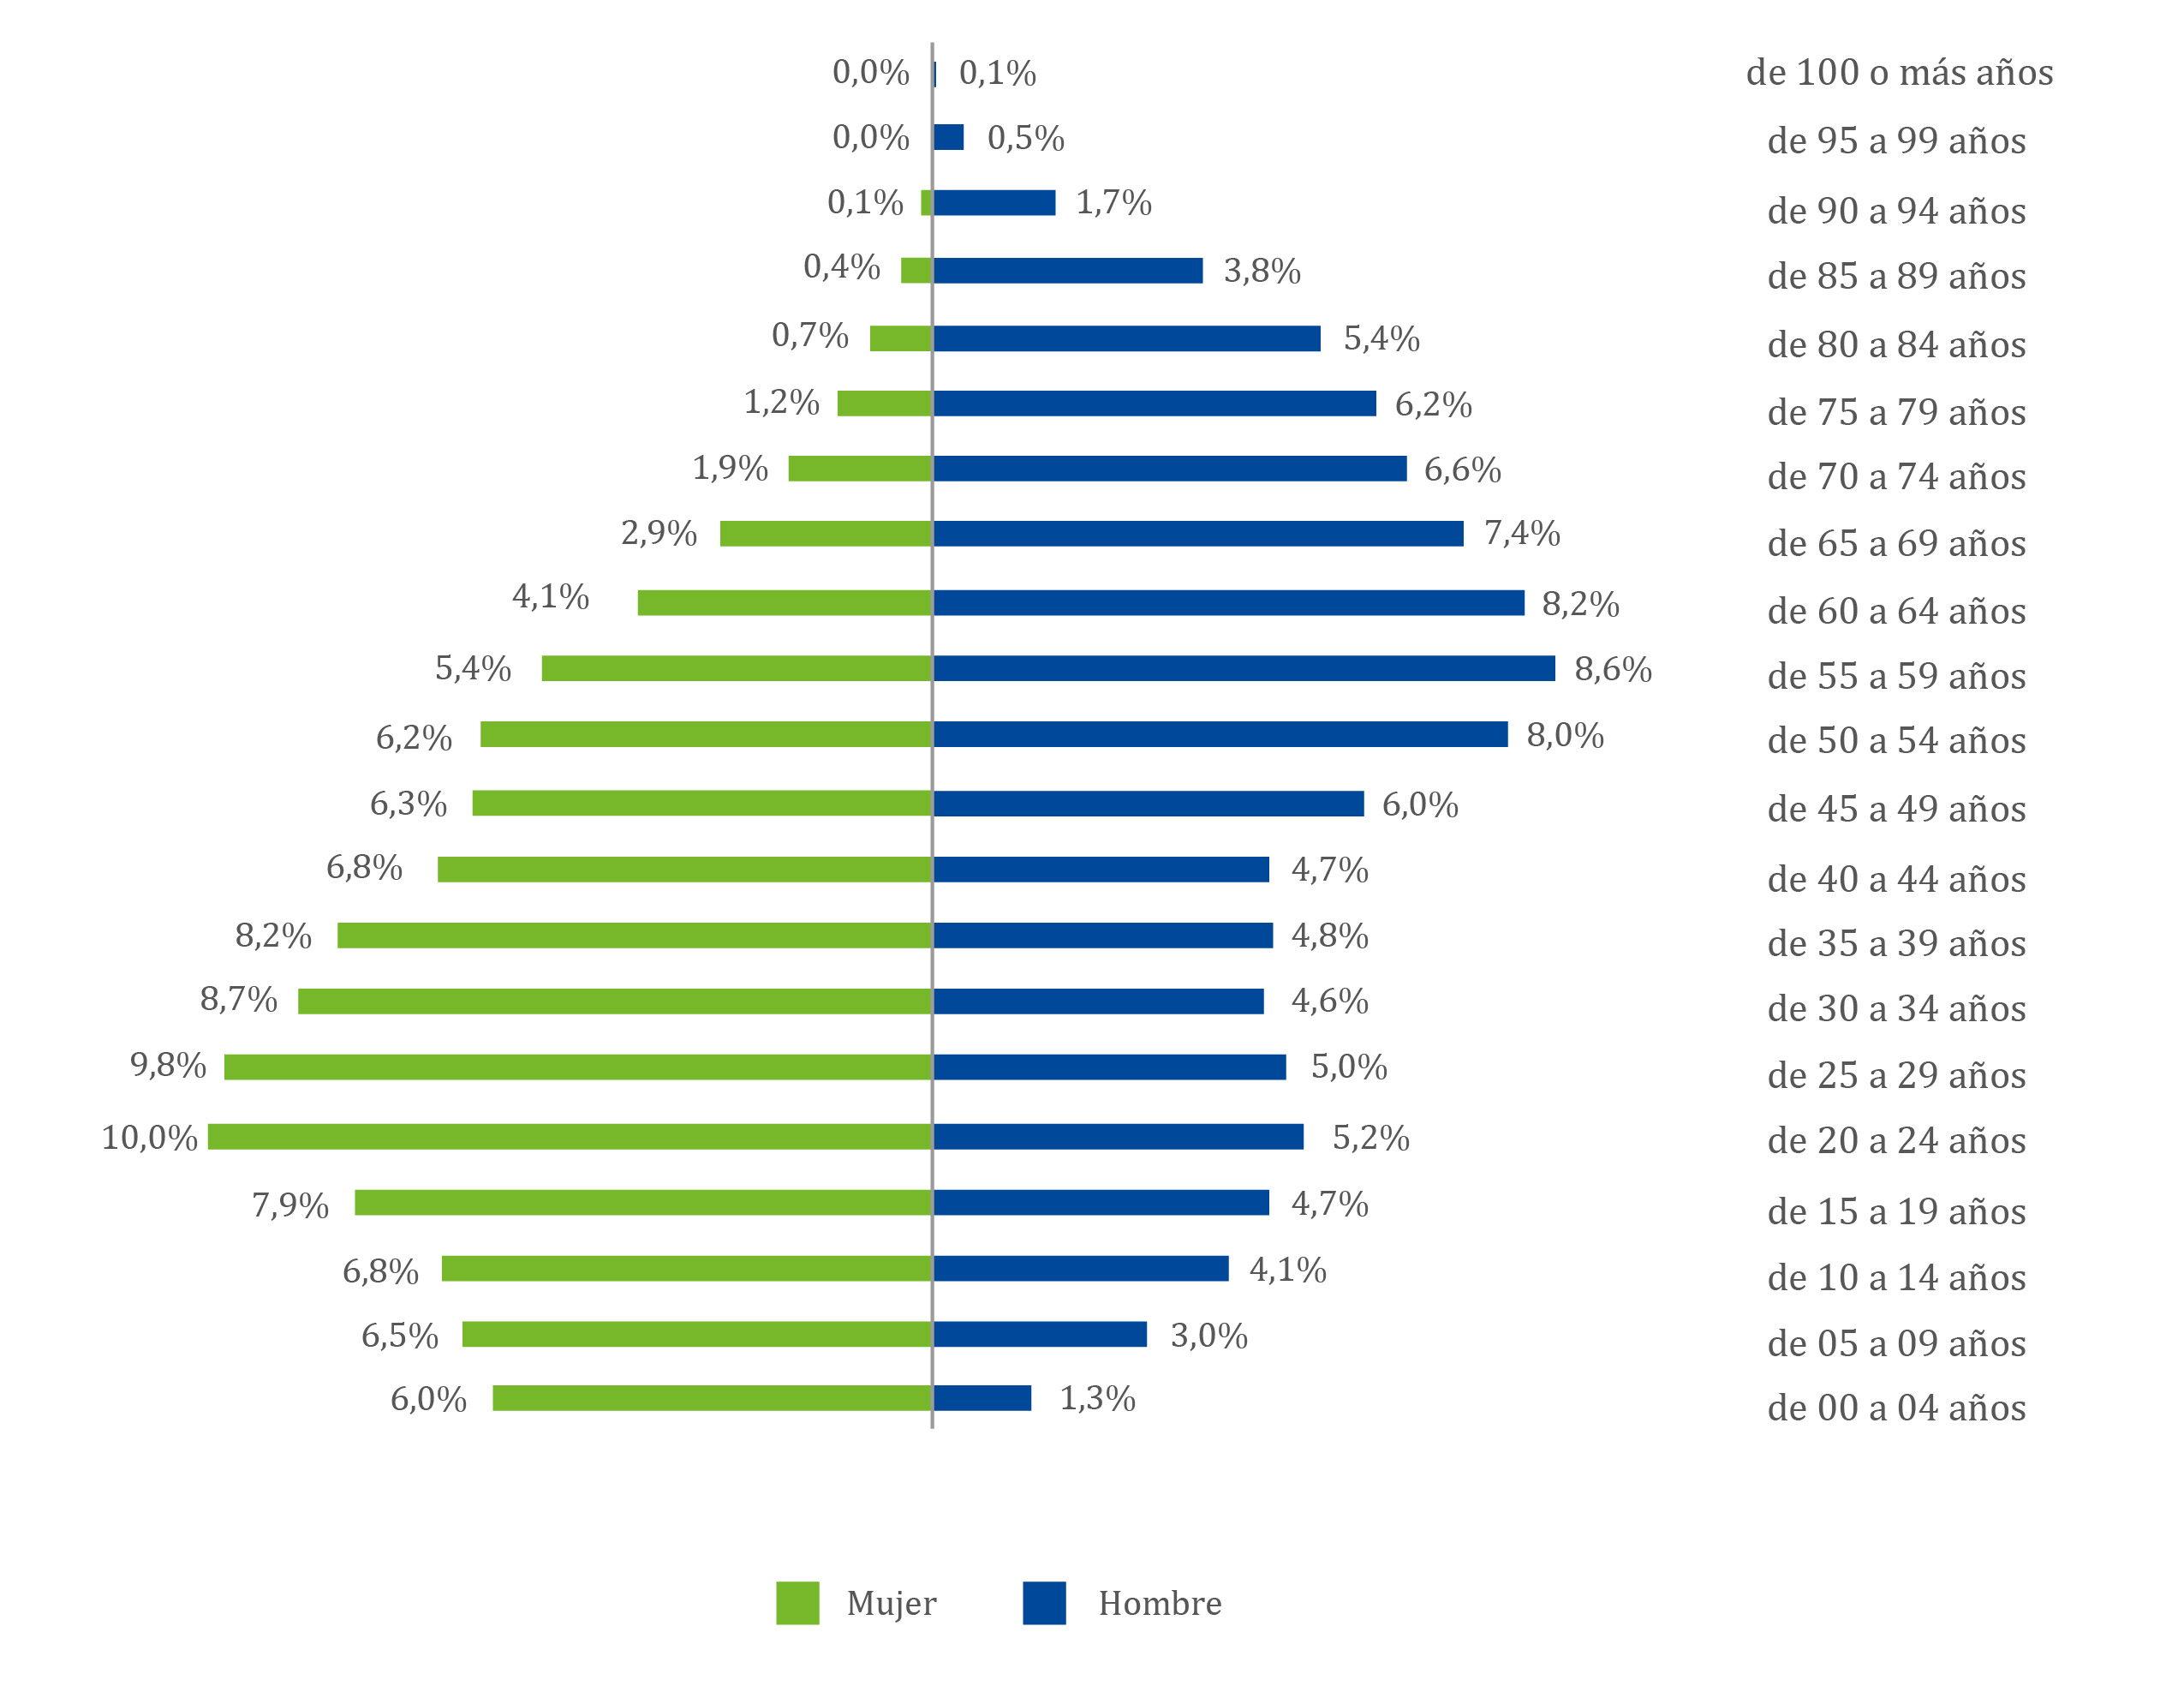 0,0% 0,1% de 100 o más años
0,0% 0,5% de 95 a 99 años
0,1% 1,7% de 90 a 94 años
0,4% 3,8% de 85 a 89 años
0,7% 5,4% de 80 a 84 años
1,2% 6,2% de 75 a 79 años
1,9% 6,6% de 70 a 74 años
2,9% 7,4% de 65 a 69 años
4,1% 8,2% de 60 a 64 años
5,4% 8,6% de 55 a 59 años
6,2% 8,0% de 50 a 54 años
6,3% 6,0% de 45 a 49 años
6,8% 4,7% de 40 a 44 años
8,2% 4,8% de 35 a 39 años
8,7% 4,6% de 30 a 34 años
9,8% 5,0% de 25 a 29 años
10,0% 5,2% de 20 a 24 años
7,9% 4,7% de 15 a 19 años
6,8% 4,1% de 10 a 14 años
6,5% 3,0% de 05 a 09 años
6,0% 1,3% de 00 a 04 años
Mujer Hombre